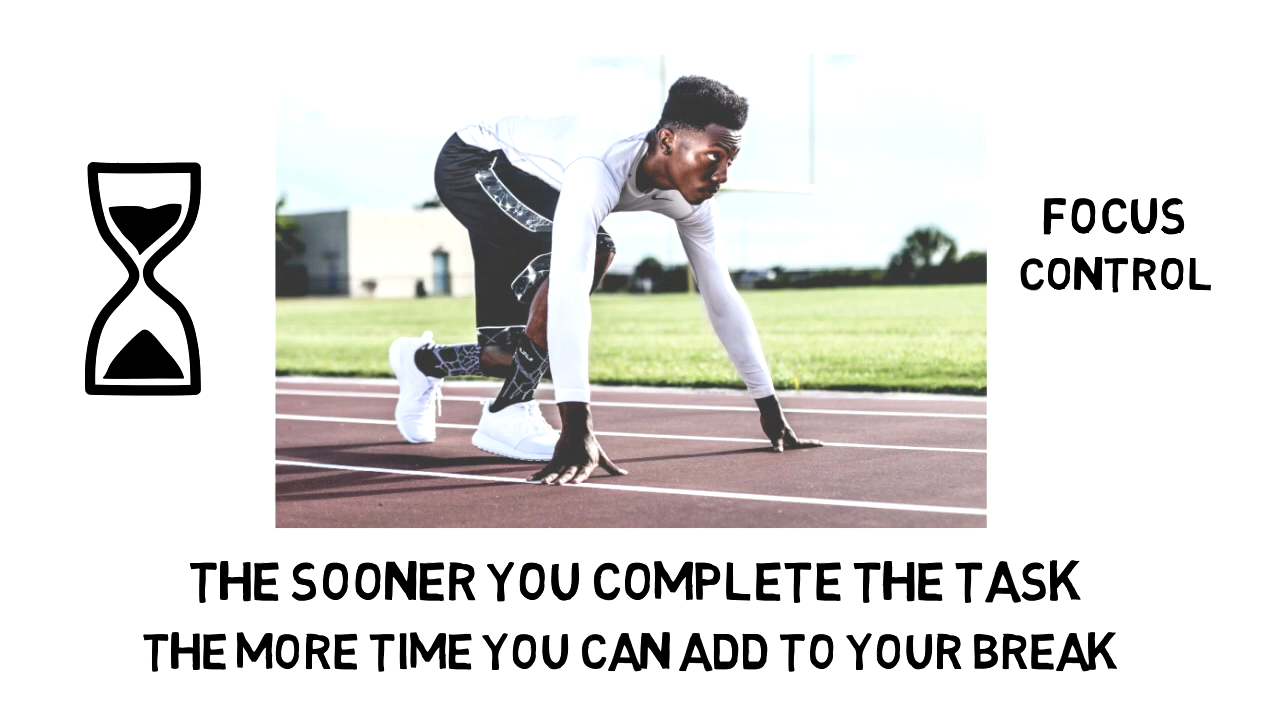 FOCUS
CONTROL
THE SOONER YOU COMPLETE THE TASK
THE MORE TIME YOU CAN ADD TO YOUR BREAK